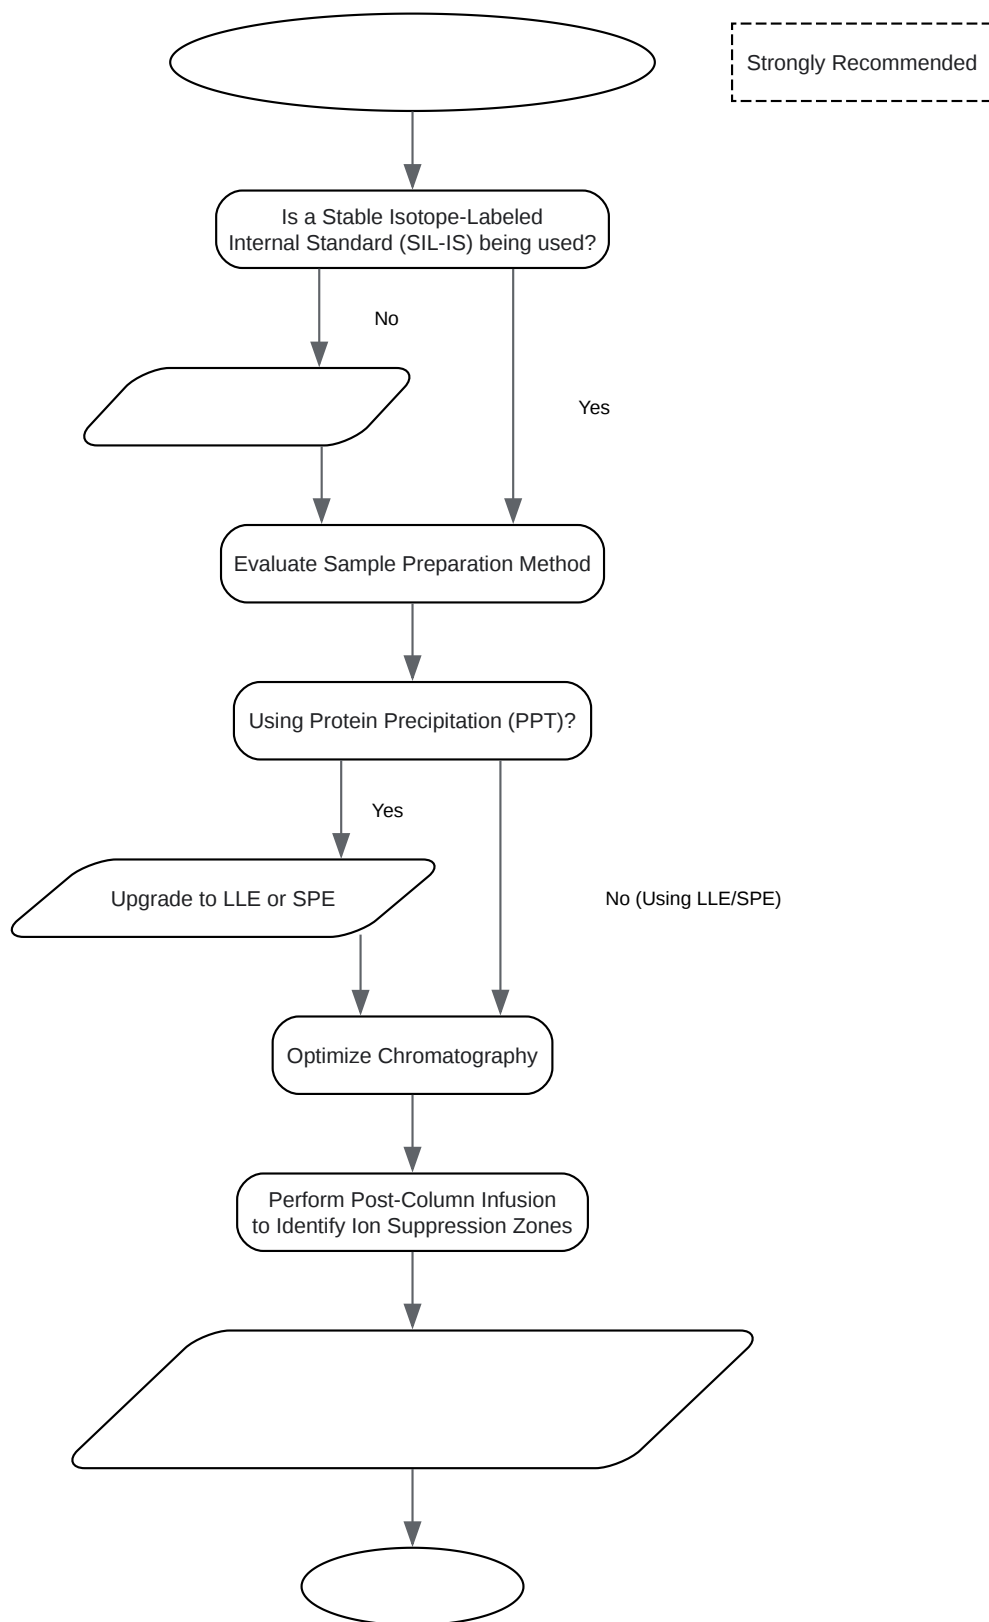 Strongly Recommended
Is a Stable Isotope-Labeled
Internal Standard (SIL-IS) being used?
No
Yes
Evaluate Sample Preparation Method
Using Protein Precipitation (PPT)?
Yes
Upgrade to LLE or SPE
No (Using LLE/SPE)
Optimize Chromatography
Perform Post-Column Infusion
to Identify Ion Suppression Zones